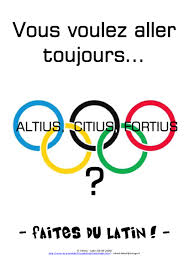 Vous voulez aller
toujours...
ALTIUS CITIUS FORTIUS
?
- FAITES DU LATIN ! -